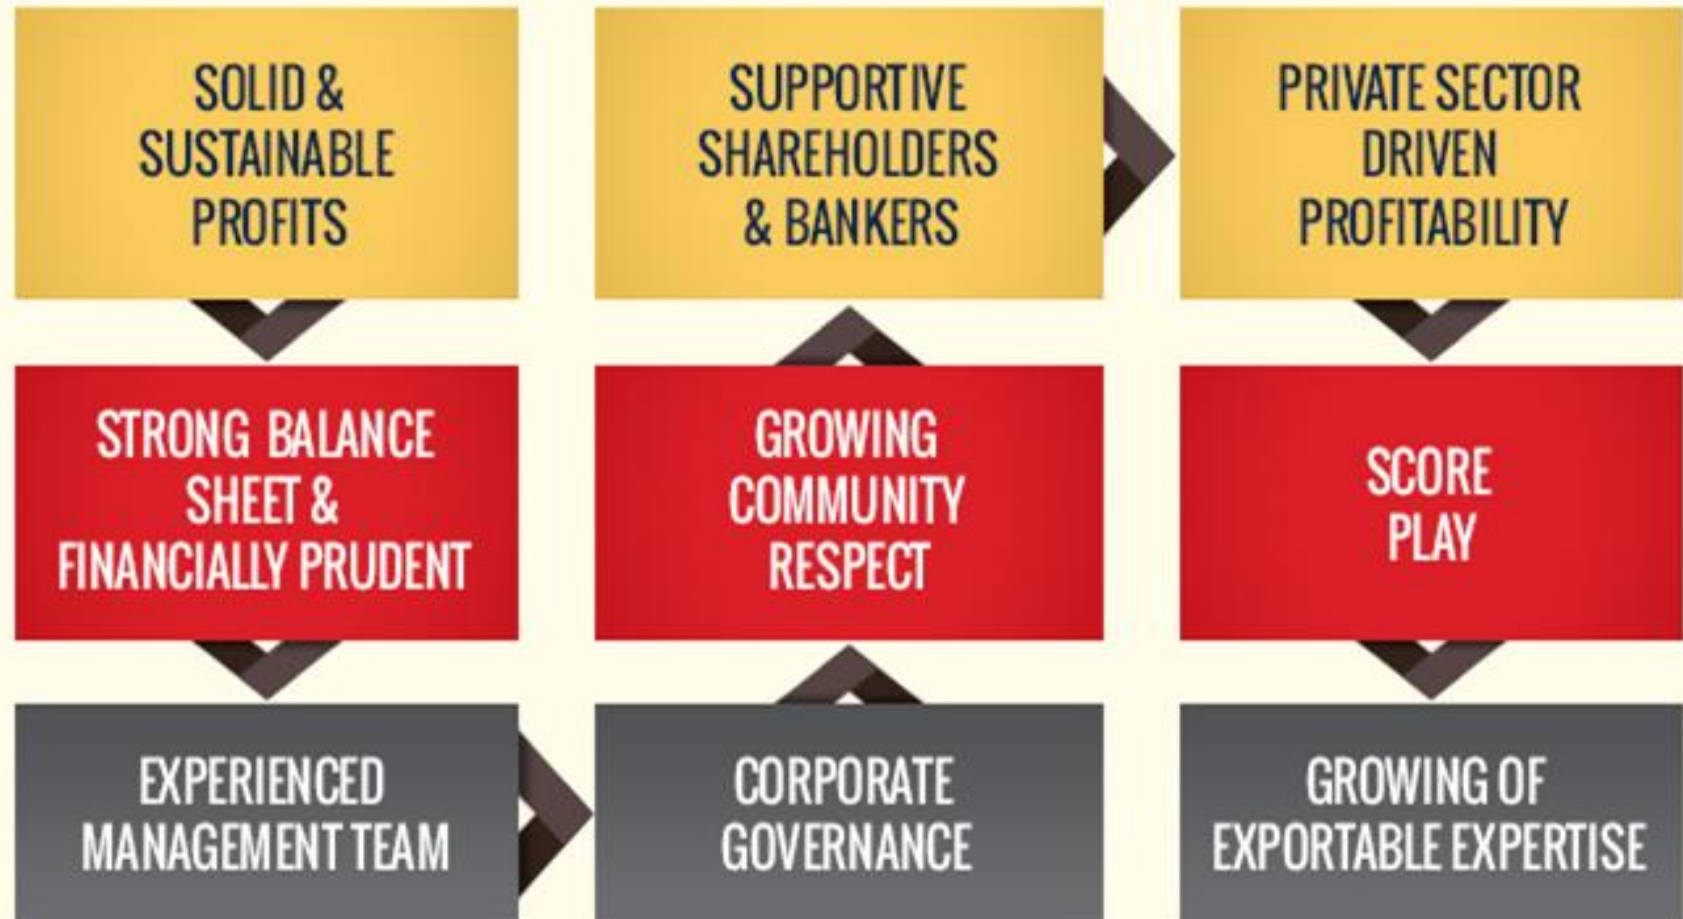 SOLID &
SUSTAINABLE
PROFITS
STRONG BALANCE
SHEET &
FINANCIALLY PRUDENT
EXPERIENCED
MANAGEMENT TEAM
CORPORATE
GOVERNANCE
GROWING
COMMUNITY
RESPECT
SUPPORTIVE
SHAREHOLDERS
& BANKERS
PRIVATE SECTOR
DRIVEN
PROFITABILITY
SCORE
PLAY
GROWING OF
EXPORTABLE EXPERTISE